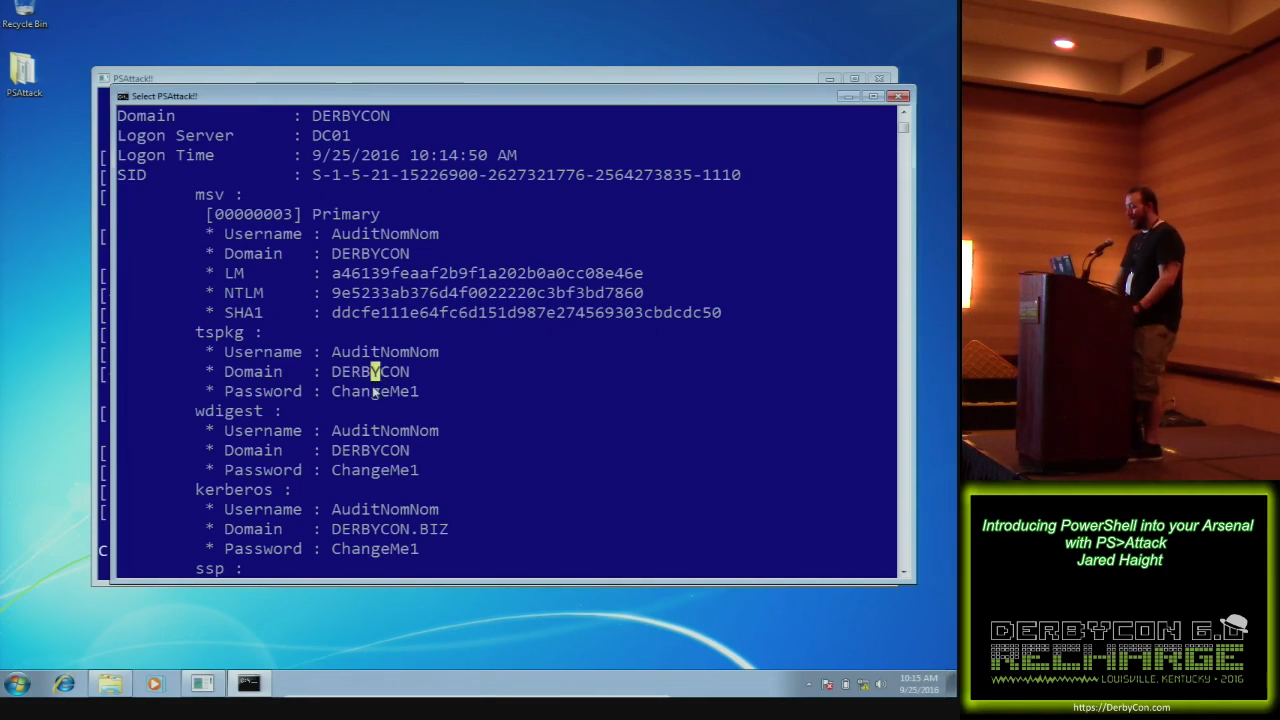 Recycle Bin
PSAttack
PSAttack!!
Select PSAttack!!
Domain : DERBYCON
Logon Server : DC01
Logon Time : 9/25/2016 10:14:50 AM
SID : S-1-5-21-15226900-2627321776-2564273835-1110
msv :
[00000003] Primary
* Username : AuditNomNom
* Domain : DERBYCON
* LM : a46139feaaf2b9f1a202b0a0cc08e46e
* NTLM : 9e5233ab376d4f0022220c3bf3bd7860
* SHA1 : ddcfe111e64fc6d151d987e274569303cbdcdc50
tspkg :
* Username : AuditNomNom
* Domain : DERBYCON
* Password : ChangeMe1
wdigest :
* Username : AuditNomNom
* Domain : DERBYCON
* Password : ChangeMe1
kerberos :
* Username : AuditNomNom
* Domain : DERBYCON.BIZ
* Password : ChangeMe1
ssp :
C
10:15 AM
9/25/2016
Introducing PowerShell into your Arsenal
with PS>Attack
Jared Haight
DERBYCON 6.0
RECHARGE
LOUISVILLE, KENTUCKY • 2016
https://DerbyCon.com